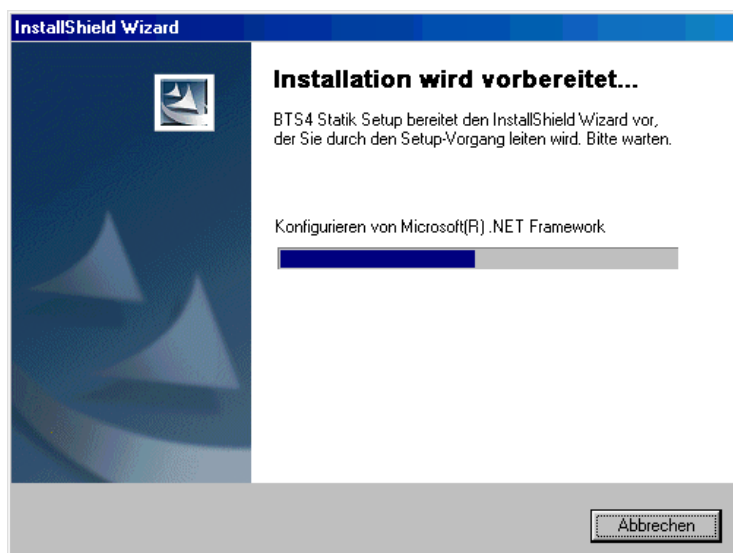 InstallShield Wizard
Installation wird vorbereitet...
BTS4 Statik Setup bereitet den InstallShield Wizard vor,
der Sie durch den Setup-Vorgang leiten wird. Bitte warten.
Konfigurieren von Microsoft(R) .NET Framework
Abbrechen